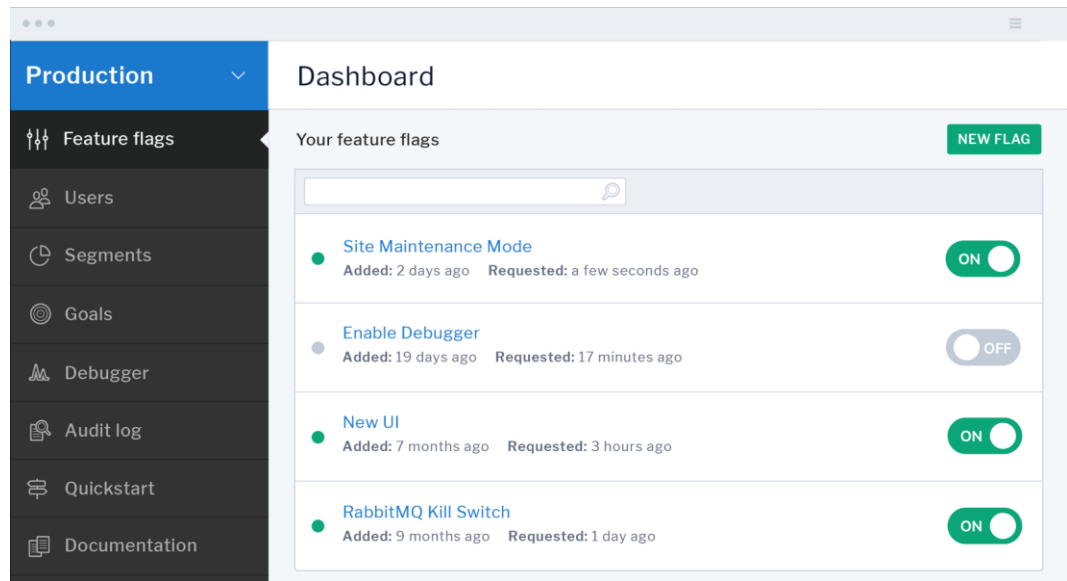 Production
Dashboard
Feature flags
Your feature flags
NEW FLAG
Users
Segments
Goals
Debugger
Audit log
Quickstart
Documentation
Site Maintenance Mode
Added: 2 days ago Requested: a few seconds ago
ON
Enable Debugger
Added: 19 days ago Requested: 17 minutes ago
OFF
New UI
Added: 7 months ago Requested: 3 hours ago
ON
RabbitMQ Kill Switch
Added: 9 months ago Requested: 1 day ago
ON